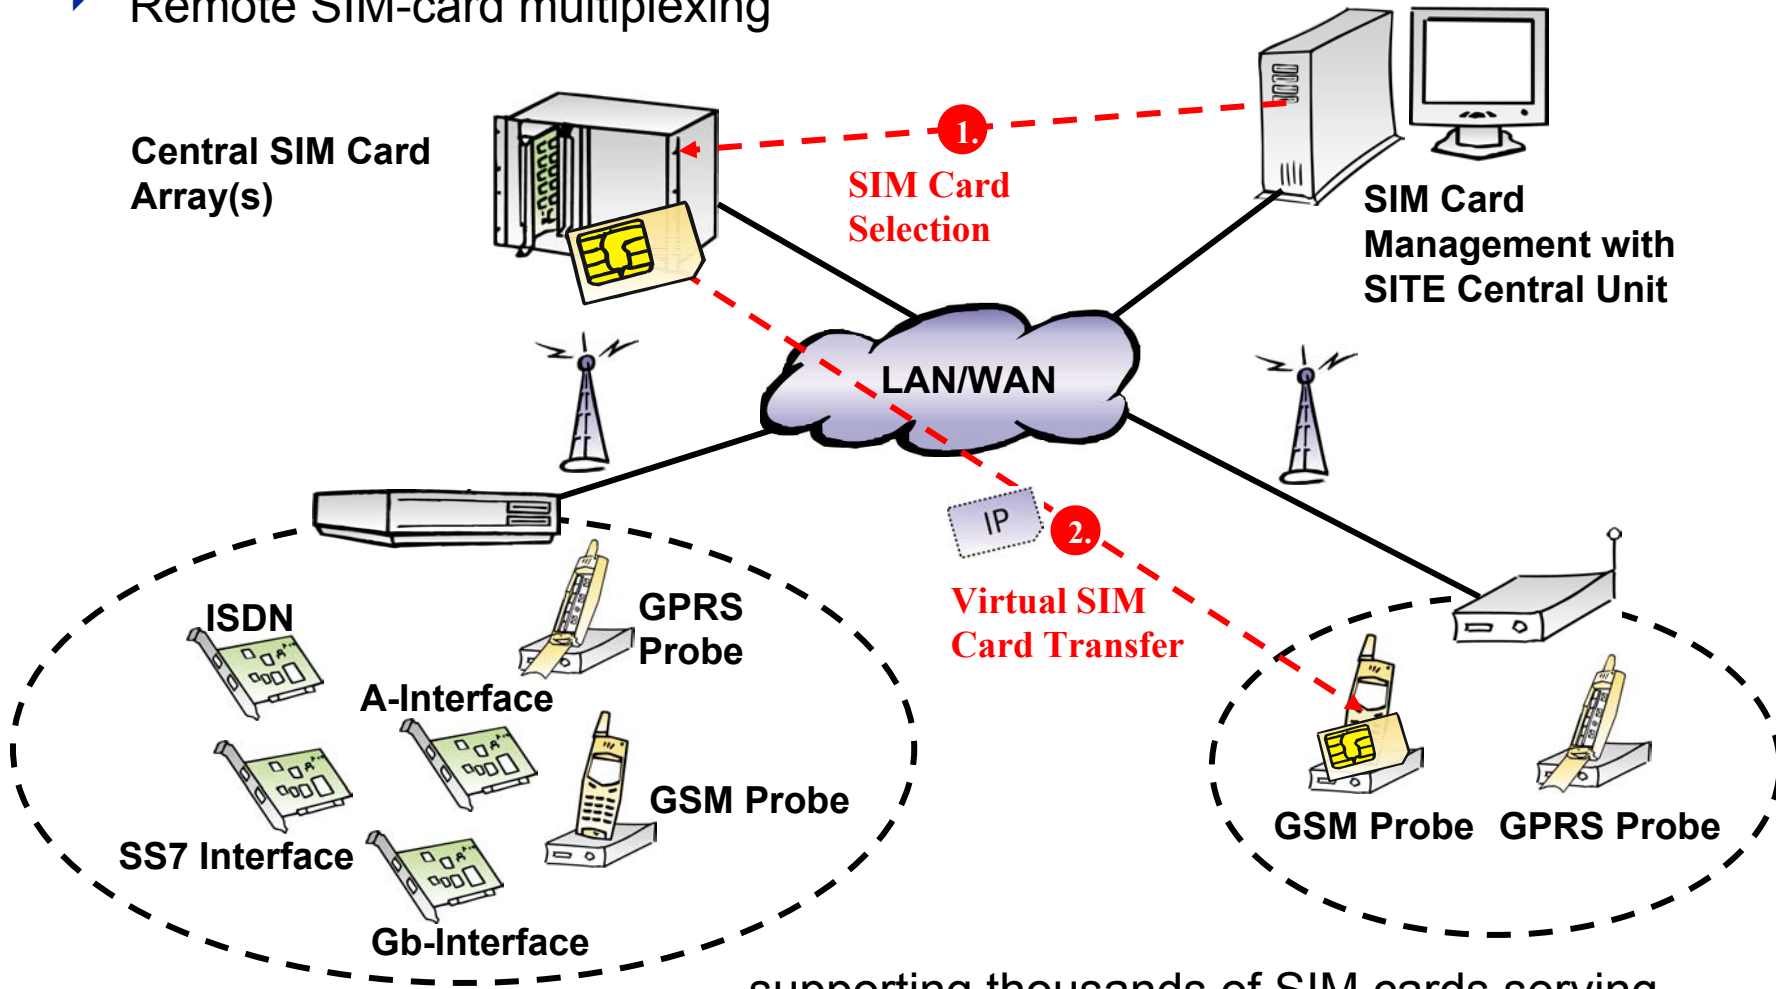 Remote SIM-card multiplexing
Central SIM Card
Array(s)
1.
SIM Card
Selection
SIM Card
Management with
SITE Central Unit
LAN/WAN
IP
2.
Virtual SIM
Card Transfer
ISDN
GPRS
Probe
A-Interface
GSM Probe
SS7 Interface
Gb-Interface
GSM Probe
GPRS Probe
supporting thousands of SIM cards serving